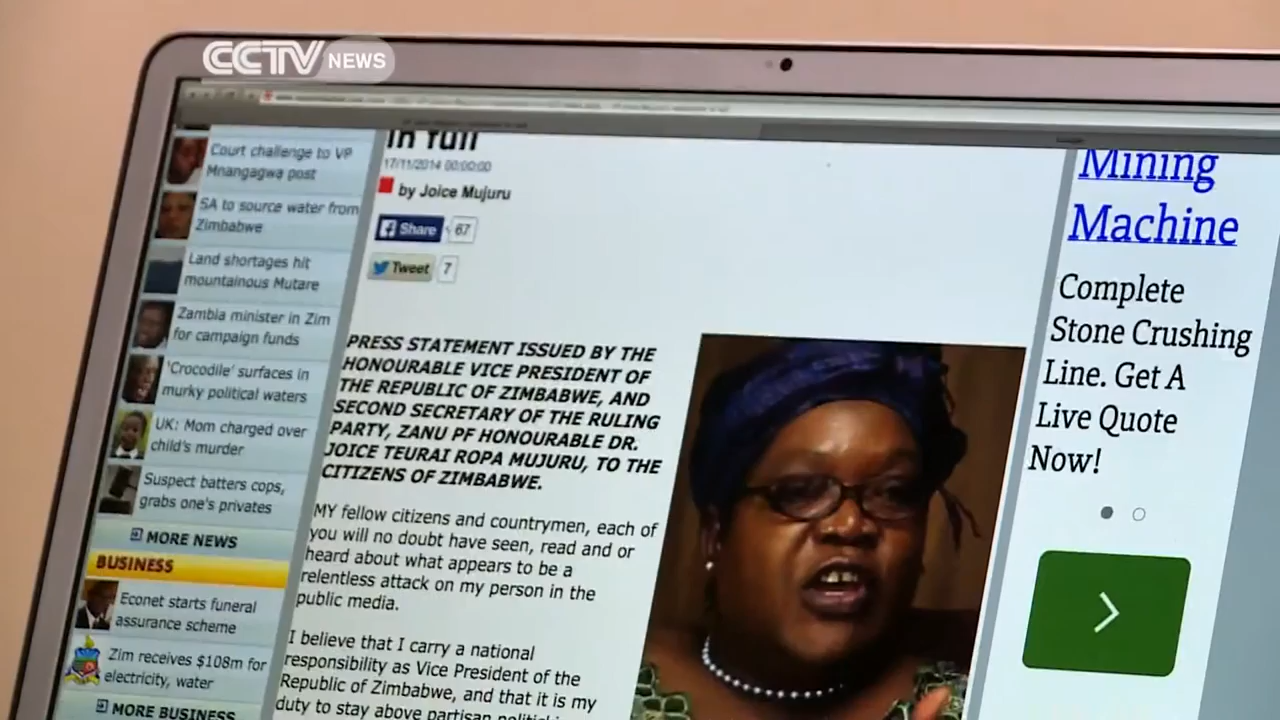 CCTV NEWS
Court challenge to VP
Mnangagwa post
SA to source water from
Zimbabwe
Land shortages hit
mountainous Mutare
Zambia minister in Zim
for campaign funds
'Crocodile' surfaces in
murky political waters
UK: Mom charged over
child's murder
Suspect batters cops,
grabs one's privates
MORE NEWS
BUSINESS
Econet starts funeral
assurance scheme
Zim receives $108m for
electricity, water
MORE BUSINESS
in full
17/11/2014 00:00:00
by Joice Mujuru
Share 67
Tweet 7
PRESS STATEMENT ISSUED BY THE
HONOURABLE VICE PRESIDENT OF
THE REPUBLIC OF ZIMBABWE, AND
SECOND SECRETARY OF THE RULING
PARTY, ZANU PF HONOURABLE DR.
JOICE TEURAI ROPA MUJURU, TO THE
CITIZENS OF ZIMBABWE.
MY fellow citizens and countrymen, each of
you will no doubt have seen, read and or
heard about what appears to be a
relentless attack on my person in the
public media.
I believe that I carry a national
responsibility as Vice President of the
Republic of Zimbabwe, and that it is my
duty to stay above partisan
Mining
Machine
Complete
Stone Crushing
Line. Get A
Live Quote
Now!